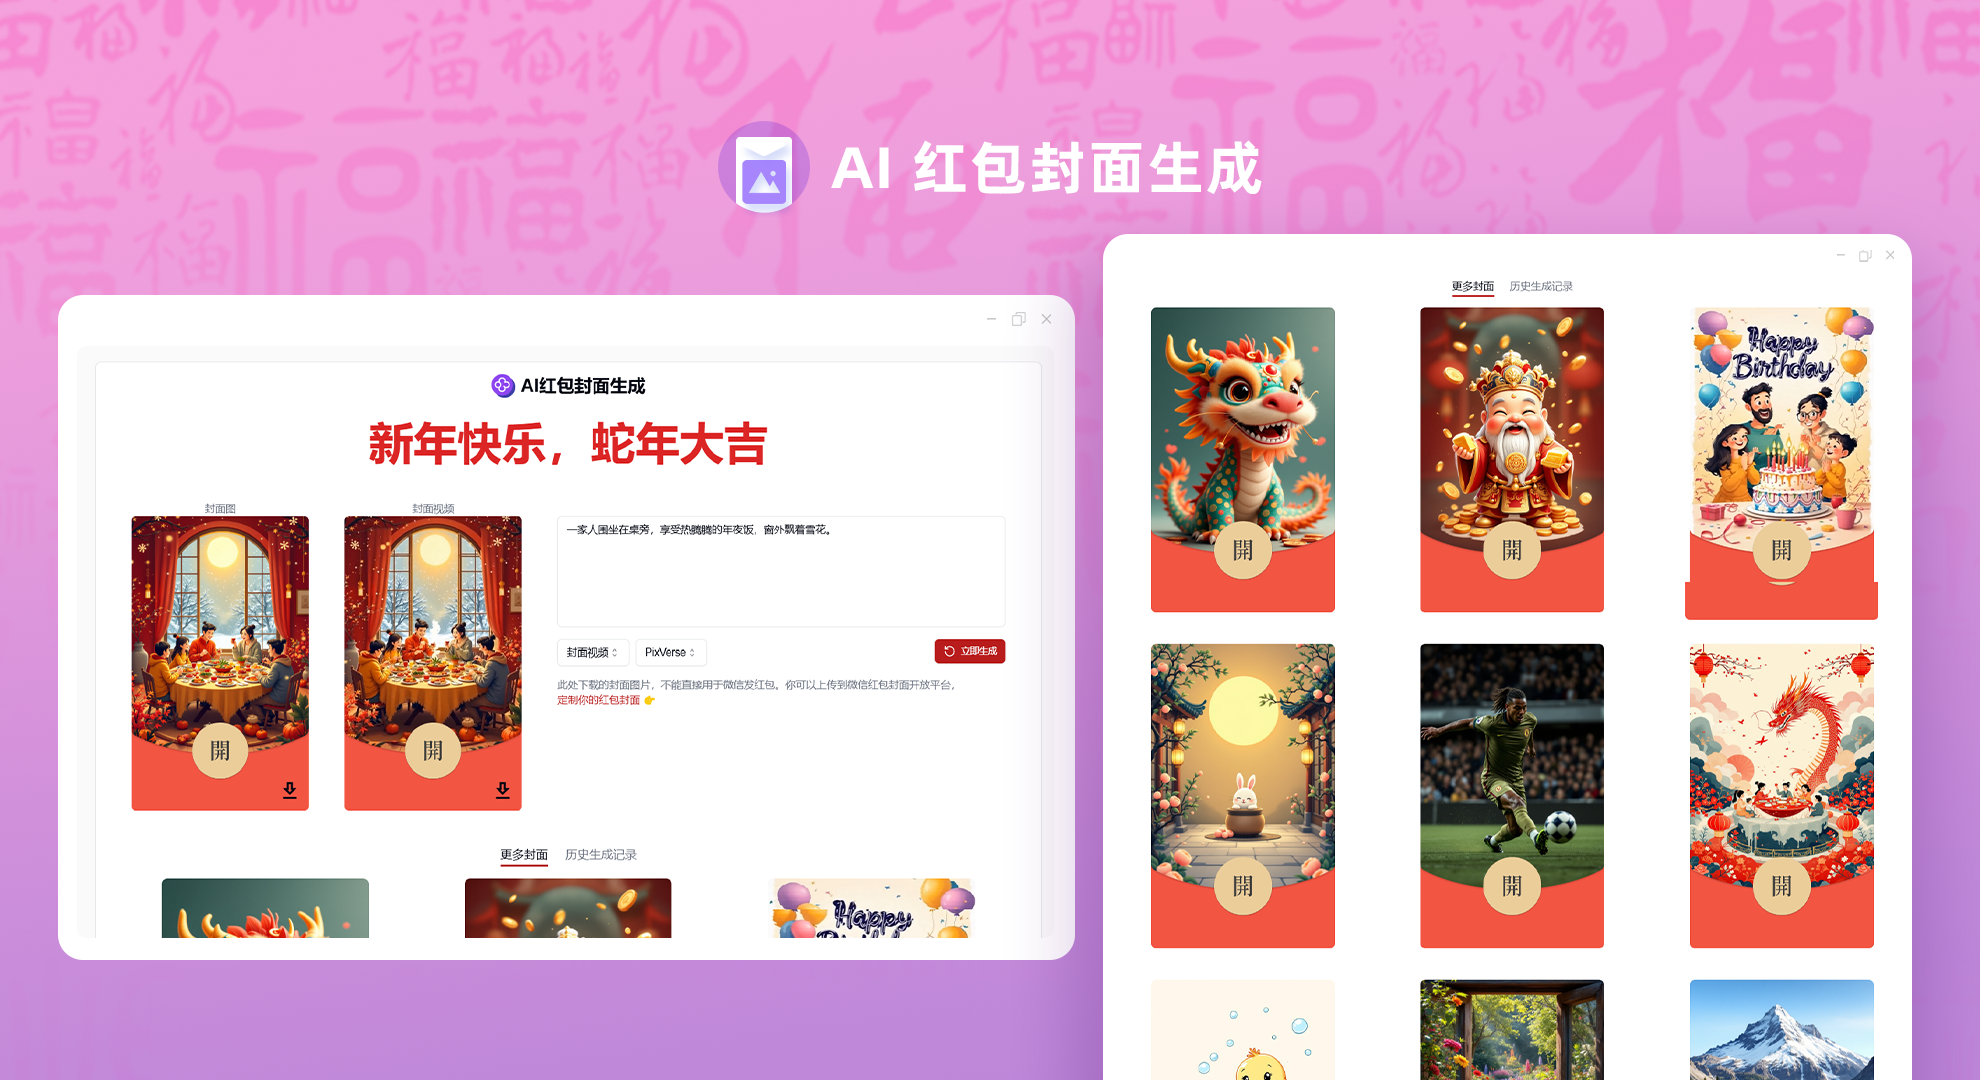 AI 红包封面生成
AI红包封面生成
新年快乐，蛇年大吉
封面图
封面视频
開
開
一家人围坐在桌旁，享受热腾腾的年夜饭，窗外飘着雪花。
封面视频
PixVerse
立即生成
此处下载的封面图片，不能直接用于微信发红包。你可以上传到微信红包封面开放平台，
定制你的红包封面 👉
更多封面
历史生成记录
Happy
更多封面
历史生成记录
Happy
Birthday
開
開
開
開
開
開